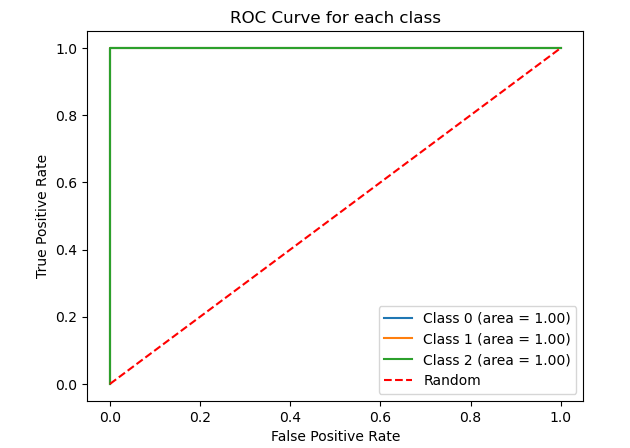 ROC Curve for each class
True Positive Rate
1.0
0.8
0.6
0.4
0.2
0.0
Class 0 (area = 1.00)
Class 1 (area = 1.00)
Class 2 (area = 1.00)
Random
0.0 0.2 0.4 0.6 0.8 1.0
False Positive Rate